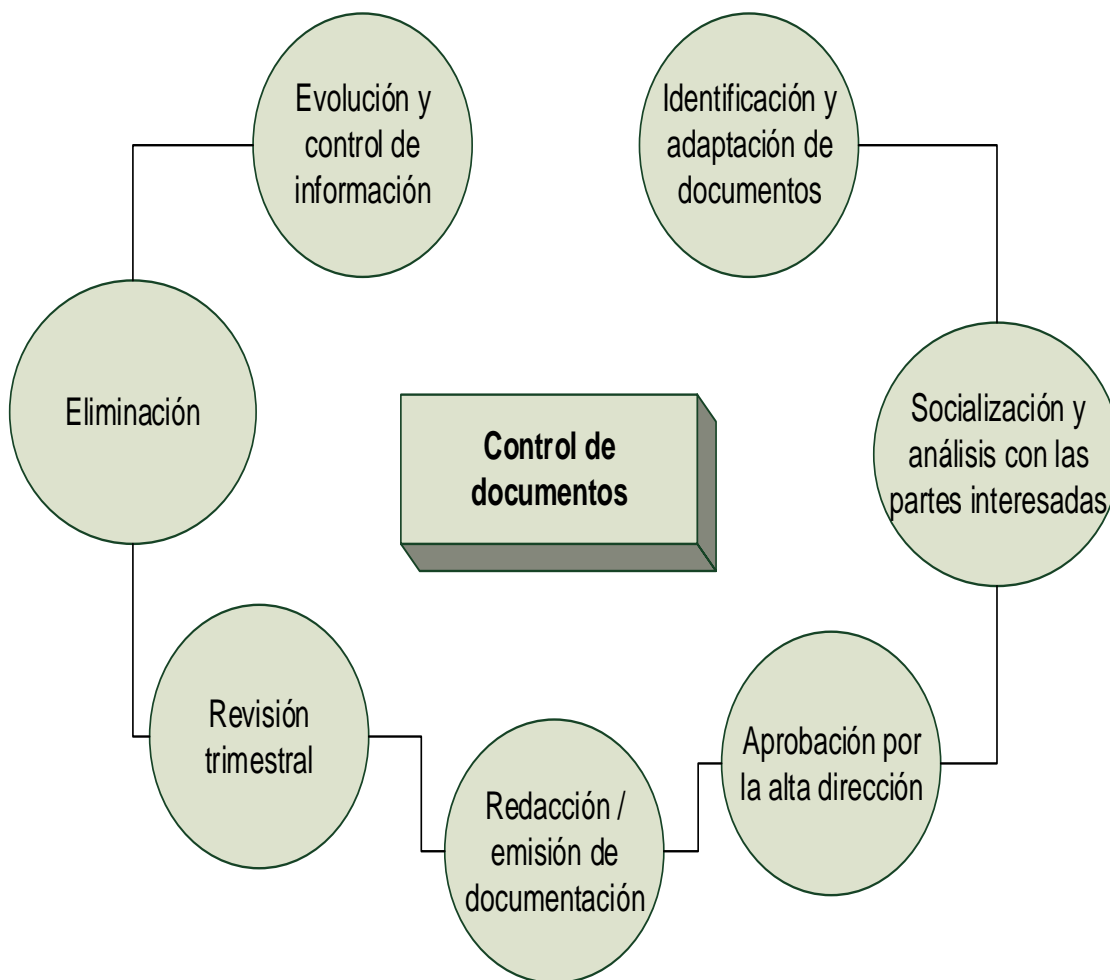 Evolución y
control de
información
Identificación y
adaptación de
documentos
Eliminación
Control de
documentos
Socialización y
análisis con las
partes interesadas
Revisión
trimestral
Aprobación por
la alta dirección
Redacción /
emisión de
documentación